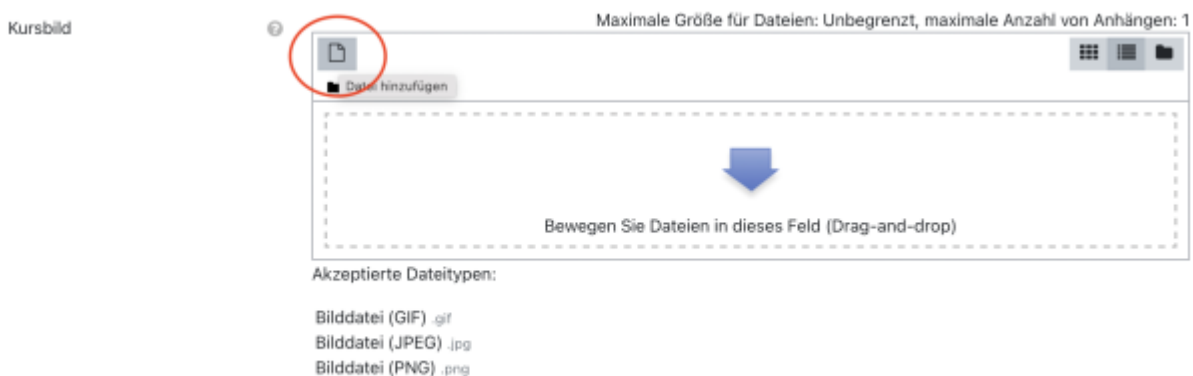 Kursbild
Maximale Größe für Dateien: Unbegrenzt, maximale Anzahl von Anhängen: 1
Datei hinzufügen
Bewegen Sie Dateien in dieses Feld (Drag-and-drop)
Akzeptierte Dateitypen:
Bilddatei (GIF) .gif
Bilddatei (JPEG) .jpg
Bilddatei (PNG) .png